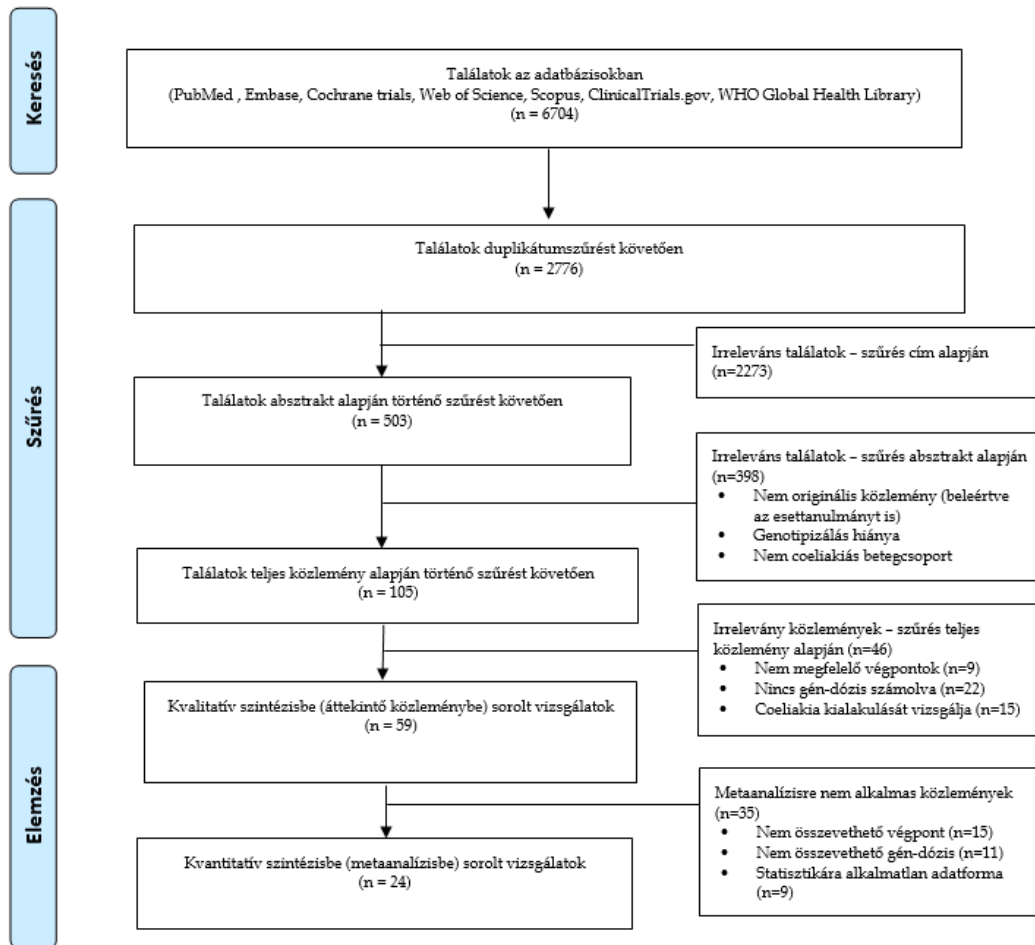 Keresés
Találatok az adatbázisokban
(PubMed , Embase, Cochrane trials, Web of Science, Scopus, ClinicalTrials.gov, WHO Global Health Library)
(n = 6704)
Szűrés
Találatok duplikátumszűrést követően
(n = 2776)
Irreleváns találatok – szűrés cím alapján
(n=2273)
Találatok absztrakt alapján történő szűrést követően
(n = 503)
Irreleváns találatok – szűrés absztrakt alapján
(n=398)
• Nem originális közlemény (beleértve
az esettanulmányt is)
• Genotipizálás hiánya
• Nem coeliakiás betegcsoport
Találatok teljes közlemény alapján történő szűrést követően
(n = 105)
Irrelevány közlemények – szűrés teljes
közlemény alapján (n=46)
• Nem megfelelő végpontok (n=9)
• Nincs gén-dózis számolva (n=22)
• Coeliakia kialakulását vizsgálja (n=15)
Elemzés
Kvalitatív szintézisbe (áttekintő közleménybe) sorolt vizsgálatok
(n = 59)
Metaanalízisre nem alkalmas közlemények
(n=35)
• Nem összevethető végpont (n=15)
• Nem összevethető gén-dózis (n=11)
• Statisztikára alkalmatlan adatforma
(n=9)
Kvantitatív szintézisbe (metaanalízisbe) sorolt vizsgálatok
(n = 24)